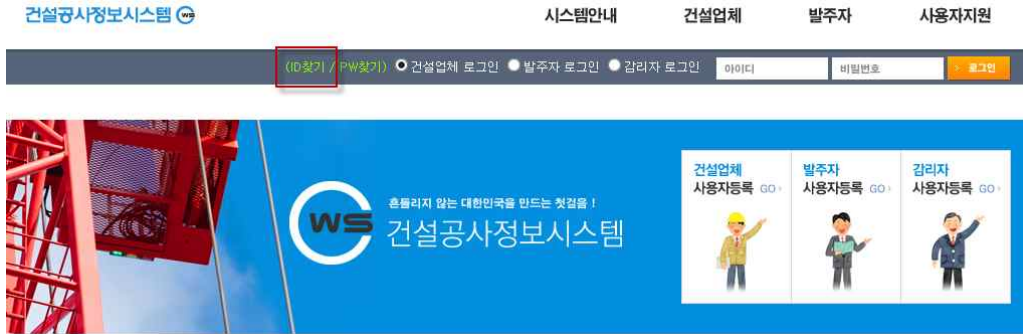 건설공사정보시스템 WS
시스템안내 건설업체 발주자 사용자지원
(ID찾기 / PW찾기) 건설업체 로그인 발주자 로그인 감리자 로그인 아이디 비밀번호 › 로그인
건설업체
사용자등록 GO ›
발주자
사용자등록 GO ›
감리자
사용자등록 GO ›
WS
흔들리지 않는 대한민국을 만드는 첫걸음 !
건설공사정보시스템